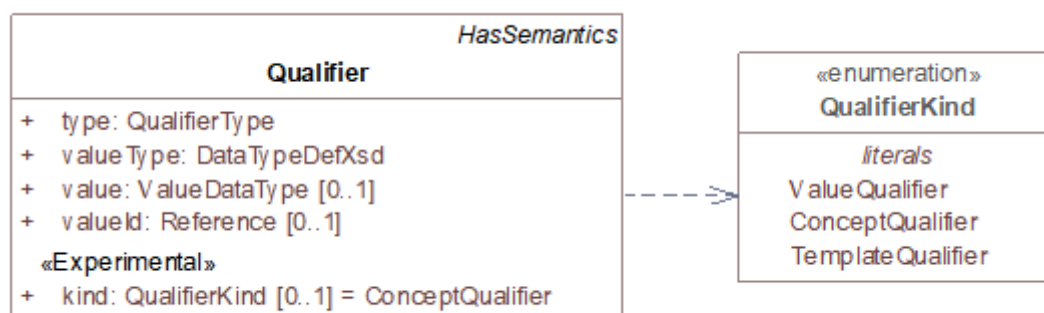 HasSemantics
Qualifier
+ type: QualifierType
+ valueType: DataTypeDefXsd
+ value: ValueDataType [0..1]
+ valueId: Reference [0..1]
«Experimental»
+ kind: QualifierKind [0..1] = ConceptQualifier
«enumeration»
QualifierKind
literals
ValueQualifier
ConceptQualifier
TemplateQualifier